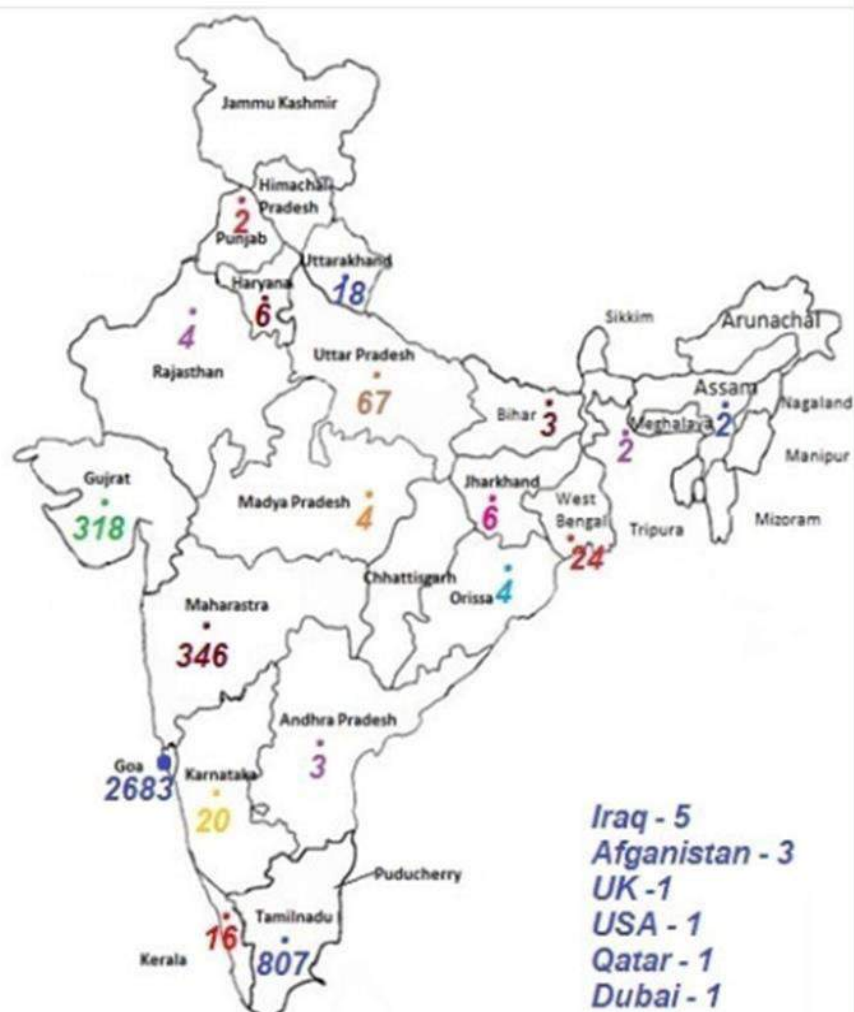 Jammu Kashmir
Himachal
Pradesh
2
Punjab
Uttarakhand
18
Haryana
6
4
Rajasthan
Uttar Pradesh
67
Sikkim
Arunachal
Assam
2
Nagaland
Bihar 3
Meghalaya
2
Manipur
Gujrat
318
Madya Pradesh 4
Jharkhand
6
West
Bengal
24
Tripura
Mizoram
Chhattisgarh
Orissa 4
Maharastra
346
Andhra Pradesh
3
Goa
2683
Karnataka
20
Puducherry
Tamilnadu
807
16
Kerala
Iraq - 5
Afganistan - 3
UK -1
USA - 1
Qatar - 1
Dubai - 1